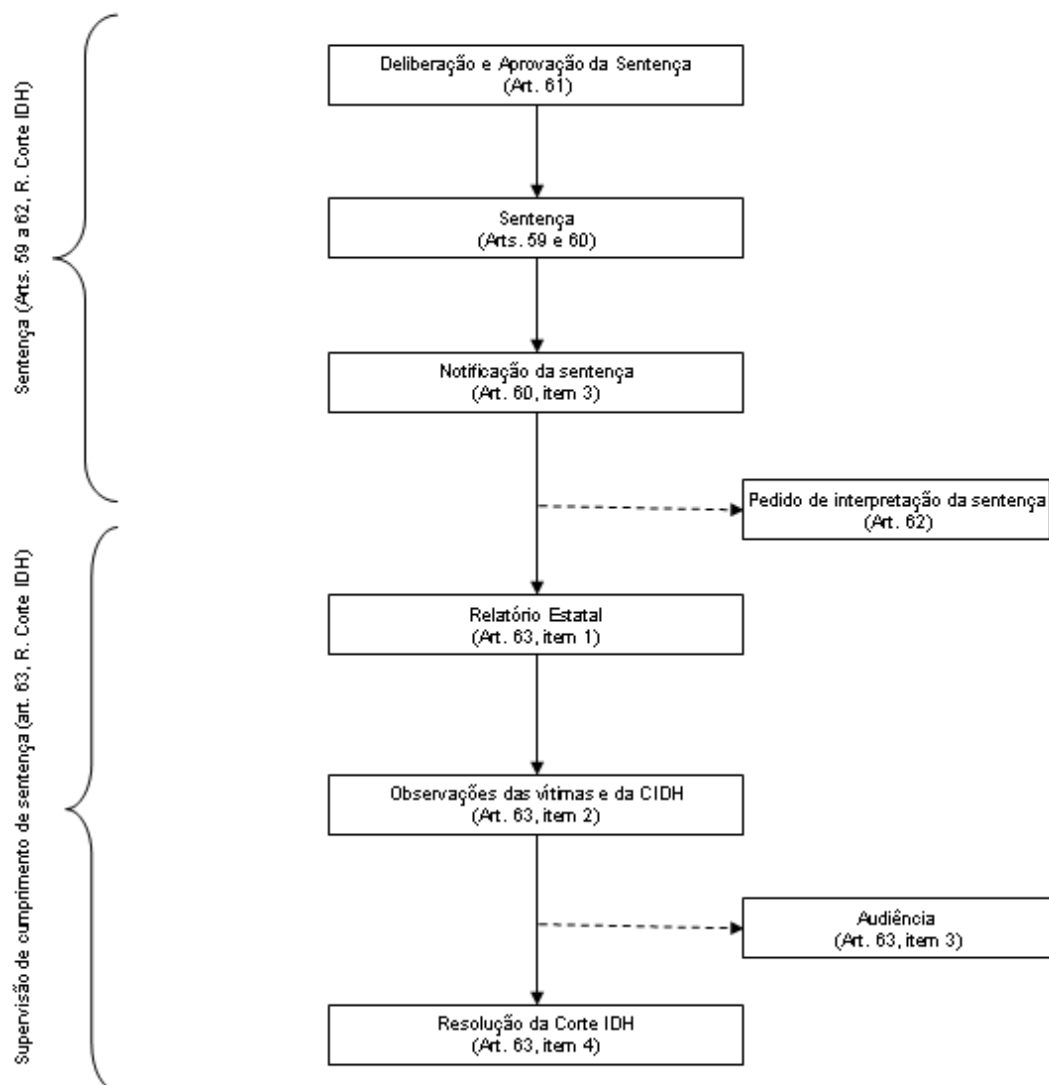 Sentença (Arts. 59 a 62, R. Corte IDH)
Deliberação e Aprovação da Sentença
(Art. 61)
Sentença
(Arts. 59 e 60)
Notificação da sentença
(Art. 60, item 3)
Pedido de interpretação da sentença
(Art. 62)
Supervisão de cumprimento de sentença (art. 63, R. Corte IDH)
Relatório Estatal
(Art. 63, item 1)
Observações das vítimas e da CIDH
(Art. 63, item 2)
Audiência
(Art. 63, item 3)
Resolução da Corte IDH
(Art. 63, item 4)